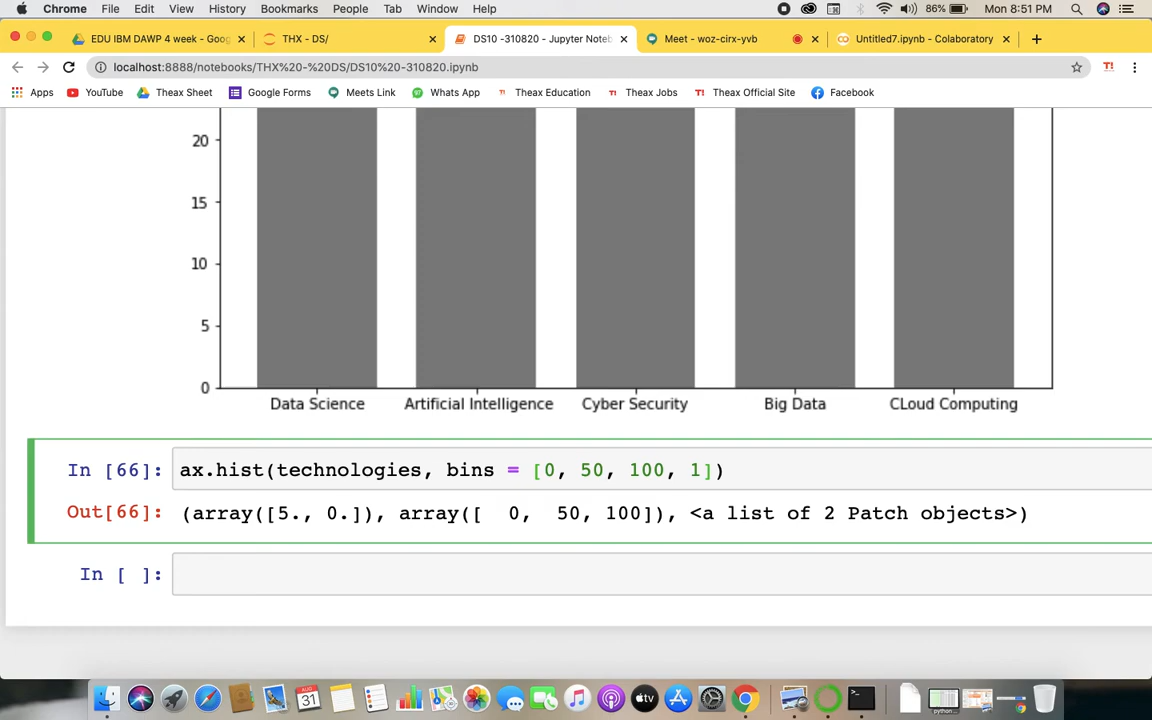 Chrome File Edit View History Bookmarks People Tab Window Help 86% Mon 8:51 PM
EDU IBM DAWP 4 week - Goog × THX - DS/ × DS10 -310820 - Jupyter Noteb × Meet - woz-cirx-yvb × Untitled7.ipynb - Colaboratory × +
localhost:8888/notebooks/THX%20-%20DS/DS10%20-310820.ipynb T!
Apps YouTube Theax Sheet Google Forms Meets Link Whats App Theax Education Theax Jobs Theax Official Site Facebook
20
15
10
5
0
Data Science Artificial Intelligence Cyber Security Big Data CLoud Computing
In [66]: ax.hist(technologies, bins = [0, 50, 100, 1])
Out[66]: (array([5., 0.]), array([ 0, 50, 100]), <a list of 2 Patch objects>)
In [ ]: